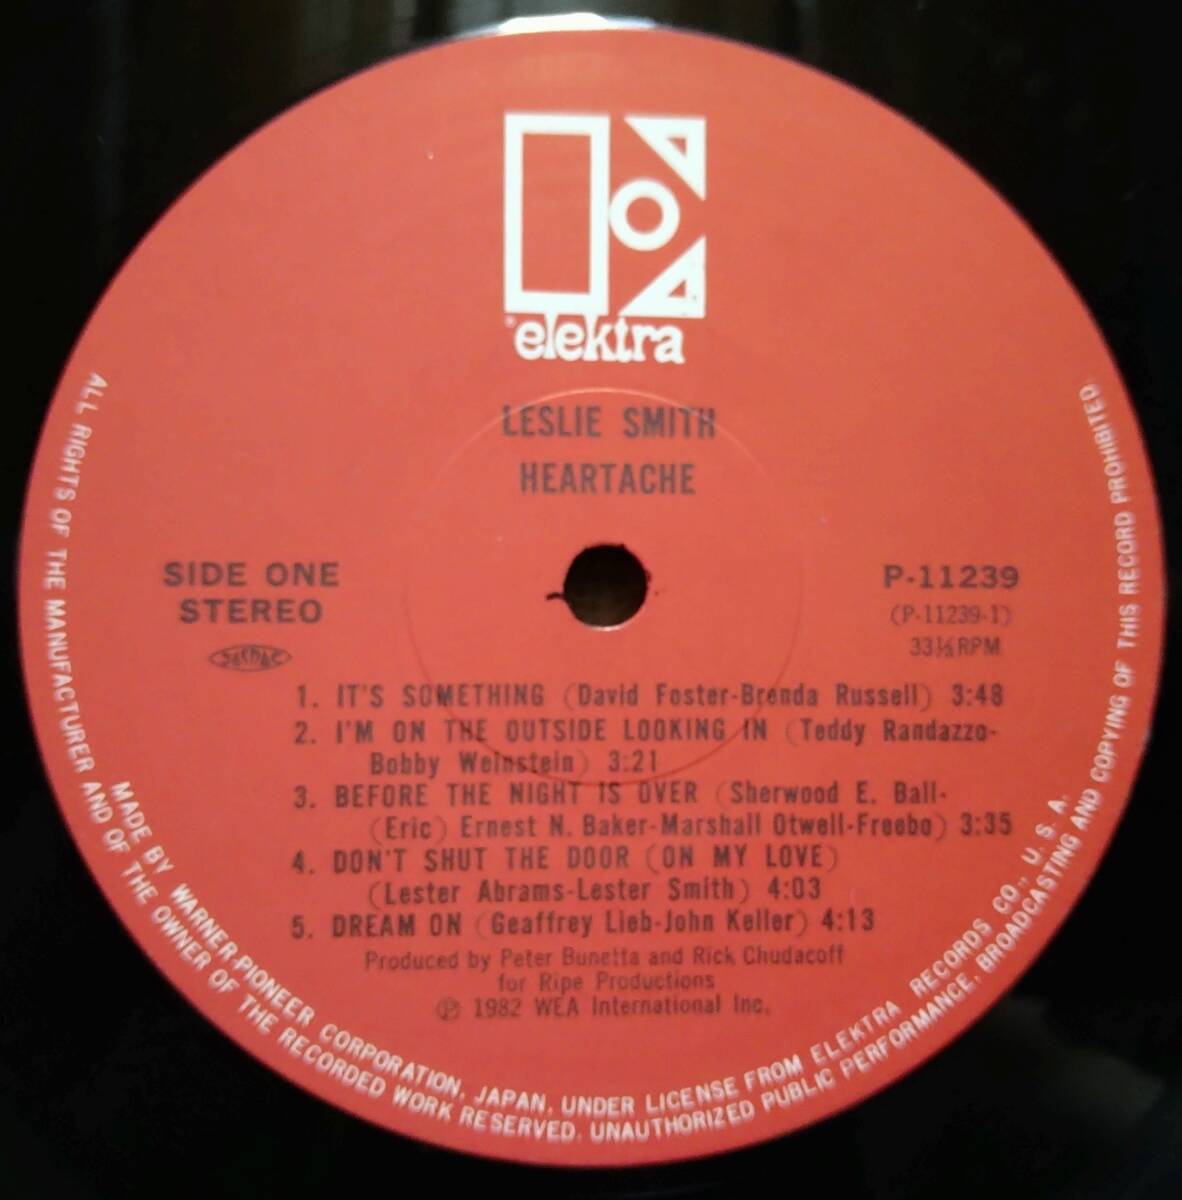 elektra
LESLIE SMITH
HEARTACHE
SIDE ONE
STEREO
P-11239
(P-11239-1)
33⅓RPM
1. IT'S SOMETHING (David Foster-Brenda Russell) 3:48
2. I'M ON THE OUTSIDE LOOKING IN (Teddy Randazzo-
Bobby Weinstein) 3:21
3. BEFORE THE NIGHT IS OVER (Sherwood E. Ball-
(Eric) Ernest N. Baker-Marshall Otwell-Freebo) 3:35
4. DON'T SHUT THE DOOR (ON MY LOVE)
(Lester Abrams-Lester Smith) 4:03
5. DREAM ON (Geaffrey Lieb-John Keller) 4:13
Produced by Peter Bunetta and Rick Chudacoff
for Ripe Productions
℗ 1982 WEA International Inc.
MADE BY WARNER-PIONEER CORPORATION, JAPAN, UNDER LICENSE FROM ELEKTRA RECORDS CO., U. S. A.
ALL RIGHTS OF THE MANUFACTURER AND OF THE OWNER OF THE RECORDED WORK RESERVED. UNAUTHORIZED PUBLIC PERFORMANCE, BROADCASTING AND COPYING OF THIS RECORD PROHIBITED